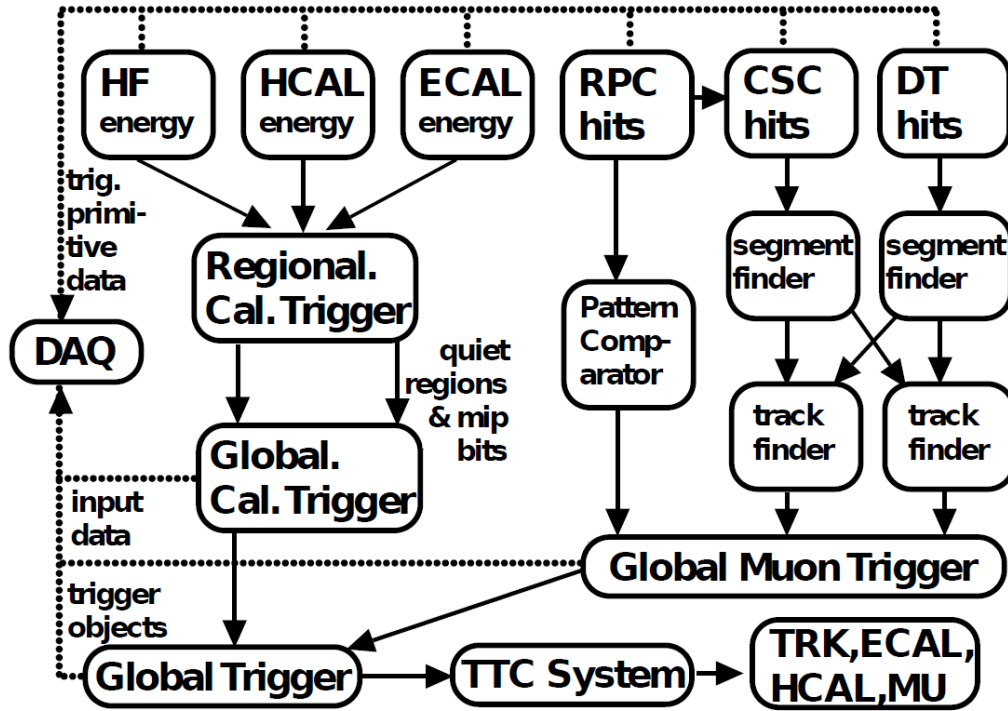 HF
energy
HCAL
energy
ECAL
energy
RPC
hits
CSC
hits
DT
hits
trig.
primi-
tive
data
segment
finder
segment
finder
Regional.
Cal. Trigger
Pattern
Comp-
arator
DAQ
quiet
regions
& mip
bits
track
finder
track
finder
Global.
Cal. Trigger
input
data
Global Muon Trigger
trigger
objects
Global Trigger
TTC System
TRK,ECAL,
HCAL,MU